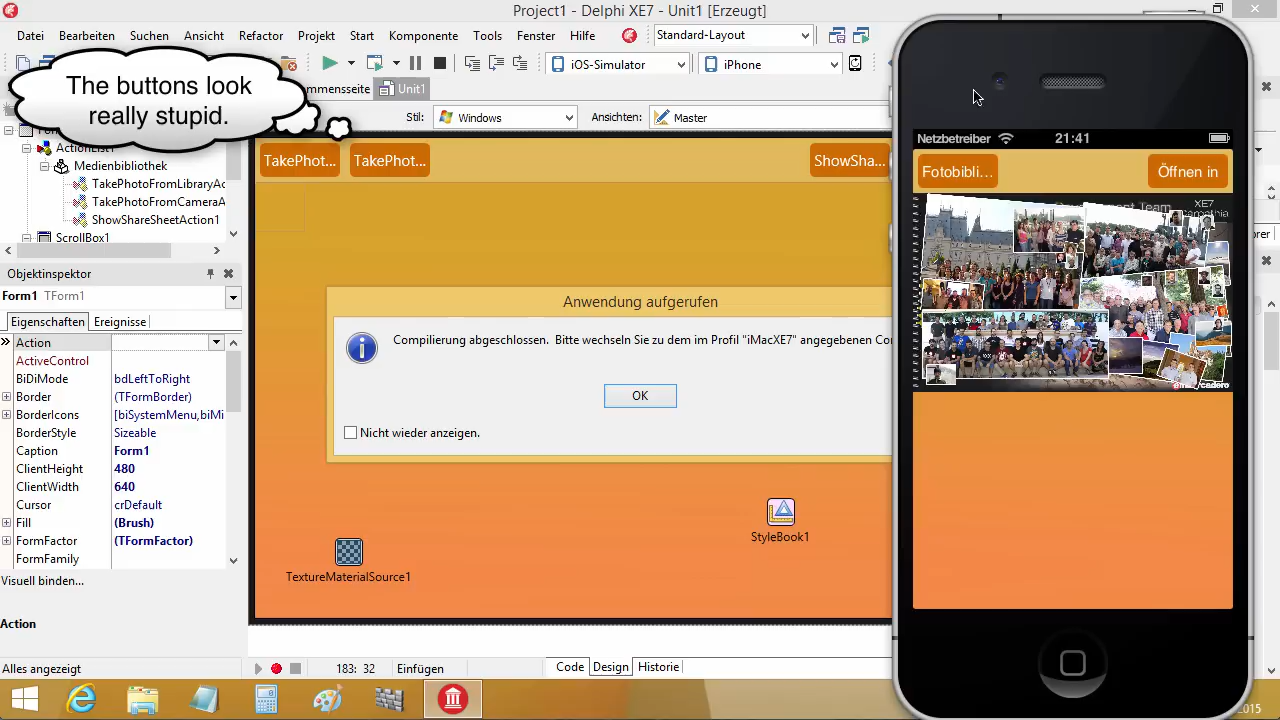 Project1 - Delphi XE7 - Unit1 [Erzeugt]
Datei Bearbeiten Suchen Ansicht Refactor Projekt Start Komponente Tools Fenster Hilfe
Standard-Layout
iOS-Simulator
iPhone
The buttons look
really stupid.
Unit1
Stil:
Windows
Ansichten:
Master
ActionList1
Medienbibliothek
TakePhotoFromLibraryAc
TakePhotoFromCameraA
ShowShareSheetAction1
ScrollBox1
TakePhot...
TakePhot...
ShowSha...
Objektinspektor
Form1 TForm1
Eigenschaften
Ereignisse
Action
ActiveControl
BiDiMode bdLeftToRight
Border (TFormBorder)
BorderIcons [biSystemMenu,biMi
BorderStyle Sizeable
Caption Form1
ClientHeight 480
ClientWidth 640
Cursor crDefault
Fill (Brush)
FormFactor (TFormFactor)
FormFamily
Visuell binden...
Action
Alles angezeigt
Anwendung aufgerufen
Compilierung abgeschlossen. Bitte wechseln Sie zu dem im Profil "iMacXE7" angegebenen Co
OK
Nicht wieder anzeigen.
StyleBook1
TextureMaterialSource1
183: 32
Einfügen
Code
Design
Historie
Netzbetreiber
21:41
Fotobibli...
Öffnen in
Team
XE7
2015